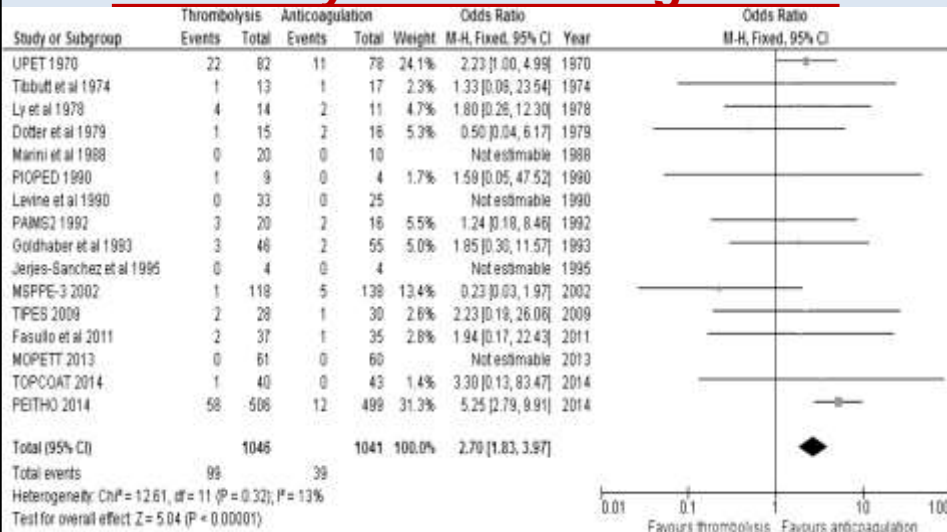 Thrombolysis Anticoagulation Odds Ratio Odds Ratio
Study or Subgroup Events Total Events Total Weight M-H, Fixed, 95% CI Year M-H, Fixed, 95% CI
UPET 1970 22 82 11 78 24.1% 2.23 [1.00, 4.99] 1970
Tibbutt et al 1974 1 13 1 17 2.3% 1.33 [0.08, 23.54] 1974
Ly et al 1978 4 14 2 11 4.7% 1.80 [0.26, 12.30] 1978
Dotter et al 1979 1 15 2 16 5.3% 0.50 [0.04, 6.17] 1979
Marini et al 1988 0 20 0 10 Not estimable 1988
PIOPED 1990 1 9 0 4 1.7% 1.59 [0.05, 47.52] 1990
Levine et al 1990 0 33 0 25 Not estimable 1990
PAIMS2 1992 3 20 2 16 5.5% 1.24 [0.18, 8.46] 1992
Goldhaber et al 1993 3 46 2 55 5.0% 1.85 [0.30, 11.57] 1993
Jerjes-Sanchez et al 1995 0 4 0 4 Not estimable 1995
MSPPE-3 2002 1 118 5 138 13.4% 0.23 [0.03, 1.97] 2002
TIPES 2009 2 28 1 30 2.6% 2.23 [0.19, 26.06] 2009
Fasullo et al 2011 2 37 1 35 2.8% 1.94 [0.17, 22.43] 2011
MOPETT 2013 0 61 0 60 Not estimable 2013
TOPCOAT 2014 1 40 0 43 1.4% 3.30 [0.13, 83.47] 2014
PEITHO 2014 58 506 12 499 31.3% 5.25 [2.79, 9.91] 2014
Total (95% CI) 1046 1041 100.0% 2.70 [1.83, 3.97]
Total events 99 39
Heterogeneity: Chi² = 12.61, df = 11 (P = 0.32); I² = 13%
Test for overall effect: Z = 5.04 (P < 0.00001)
0.01 0.1 1 10 100
Favours thrombolysis Favours anticoagulation